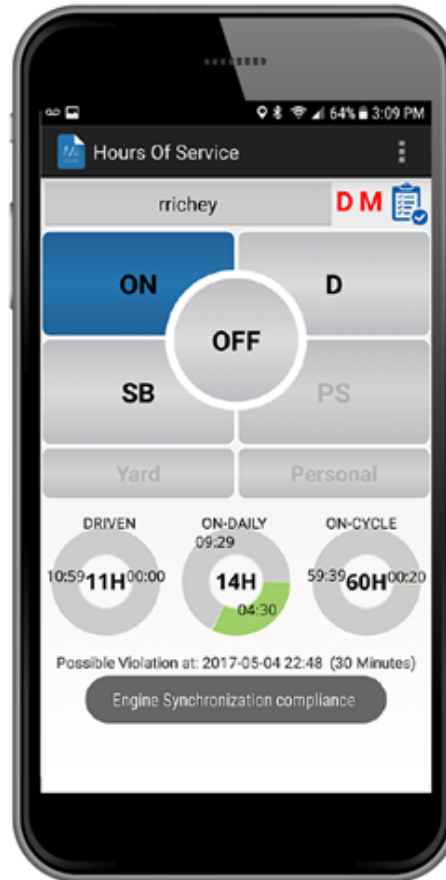 64% 3:09 PM
Hours Of Service
rrichey
D M
ON
D
OFF
SB
PS
Yard
Personal
DRIVEN
ON-DAILY
ON-CYCLE
09:29
10:59
11H
00:00
14H
04:30
59:39
60H
00:20
Possible Violation at: 2017-05-04 22:48 (30 Minutes)
Engine Synchronization compliance